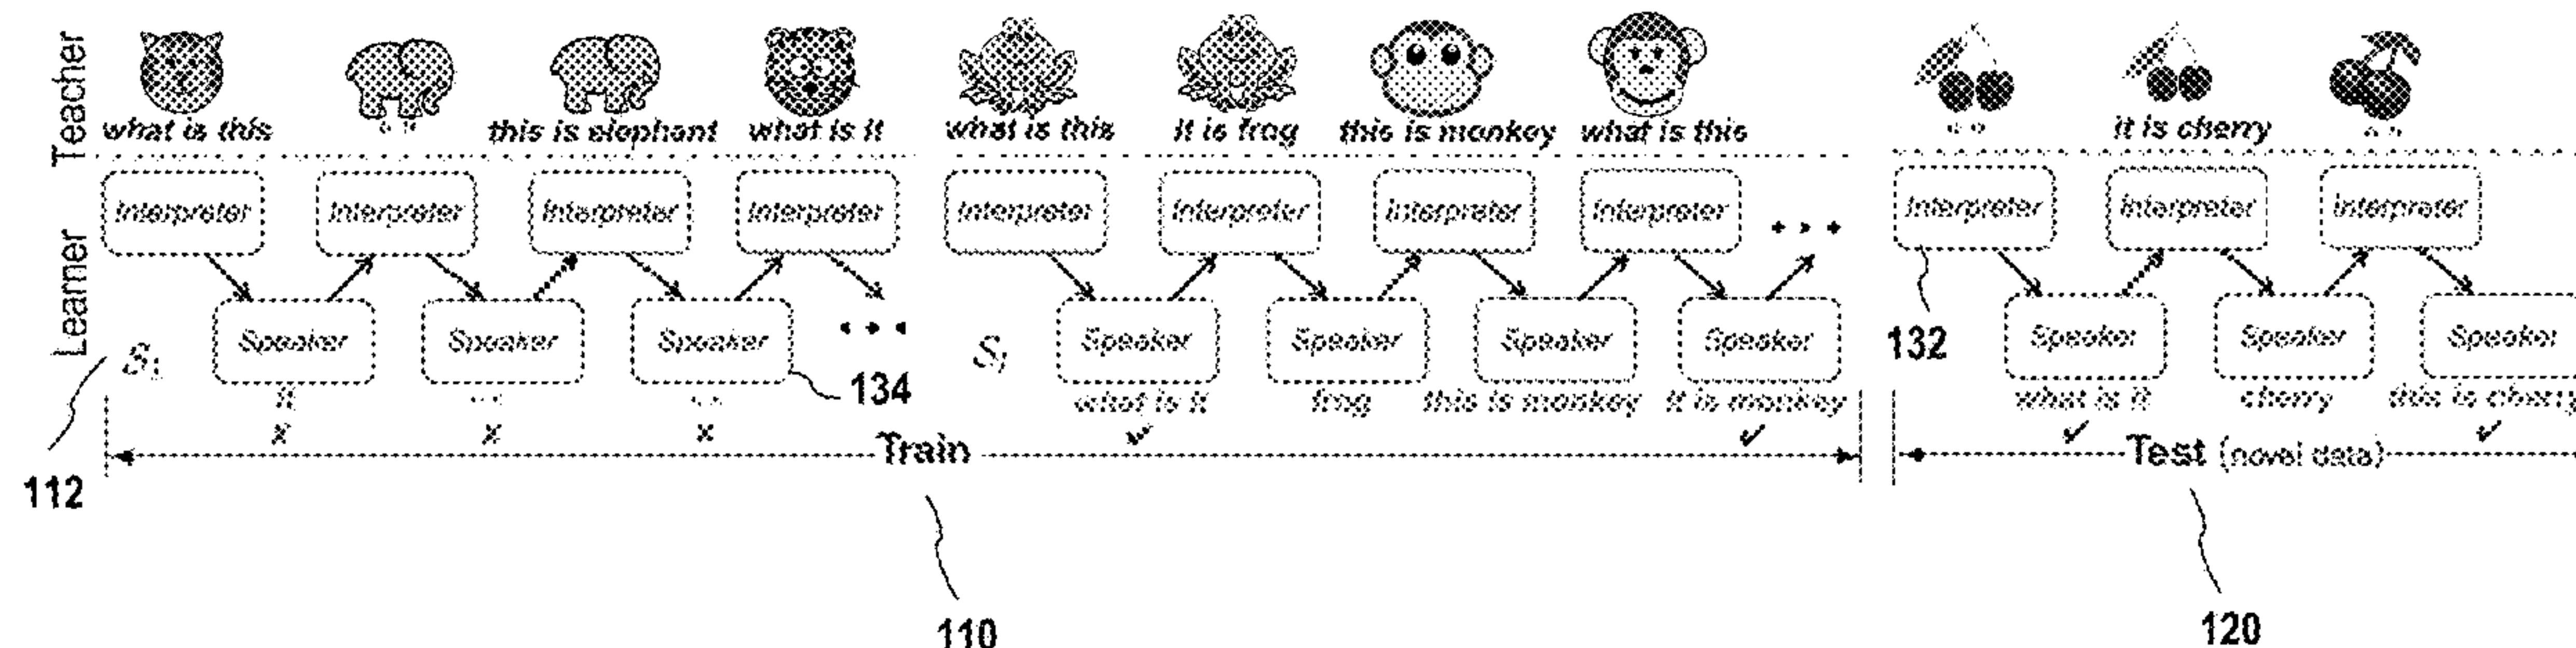 Teacher
what is this
" "
this is elephant
what is it
what is this
it is frog
this is monkey
what is this
" "
it is cherry
" "
Learner
Interpreter Interpreter Interpreter Interpreter Interpreter Interpreter Interpreter Interpreter ••• Interpreter Interpreter Interpreter
132
S₁ Speaker Speaker Speaker ••• Speaker Speaker Speaker Speaker Speaker Speaker Speaker
134
it
what is it
frog
this is monkey
it is monkey
what is it
cherry
this is cherry
x x x ✓ ✓ ✓ ✓
Train
Test (novel data)
112
110
120